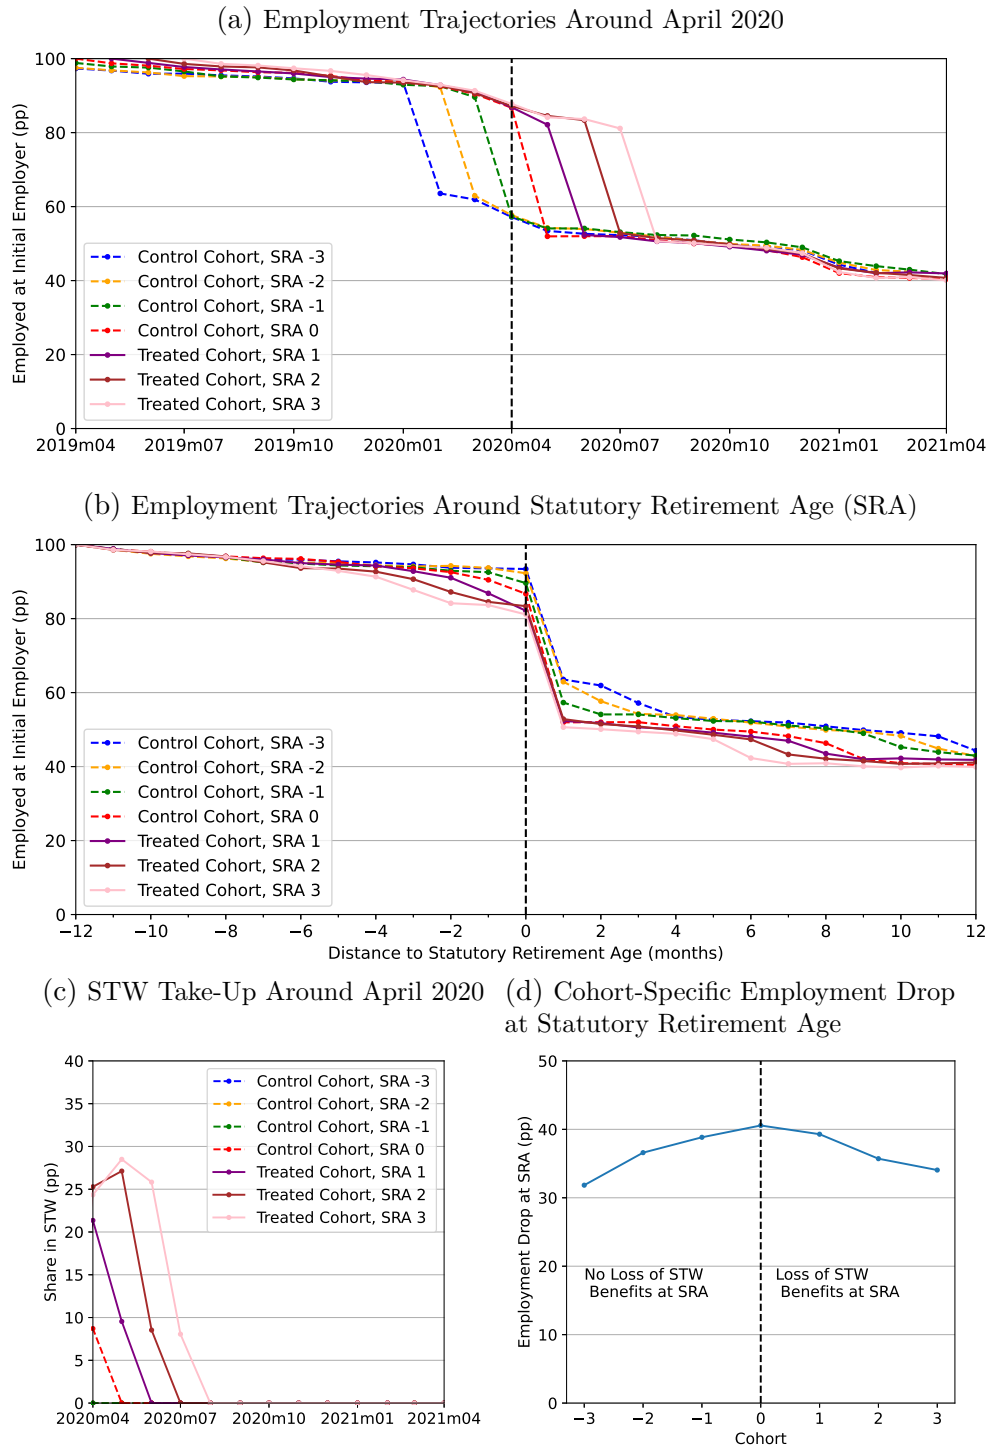 (a) Employment Trajectories Around April 2020
Employed at Initial Employer (pp)
100
80
60
40
20
0
Control Cohort, SRA -3
Control Cohort, SRA -2
Control Cohort, SRA -1
Control Cohort, SRA 0
Treated Cohort, SRA 1
Treated Cohort, SRA 2
Treated Cohort, SRA 3
2019m04 2019m07 2019m10 2020m01 2020m04 2020m07 2020m10 2021m01 2021m04
(b) Employment Trajectories Around Statutory Retirement Age (SRA)
Employed at Initial Employer (pp)
100
80
60
40
20
0
Control Cohort, SRA -3
Control Cohort, SRA -2
Control Cohort, SRA -1
Control Cohort, SRA 0
Treated Cohort, SRA 1
Treated Cohort, SRA 2
Treated Cohort, SRA 3
−12 −10 −8 −6 −4 −2 0 2 4 6 8 10 12
Distance to Statutory Retirement Age (months)
(c) STW Take-Up Around April 2020
Share in STW (pp)
40
35
30
25
20
15
10
5
0
Control Cohort, SRA -3
Control Cohort, SRA -2
Control Cohort, SRA -1
Control Cohort, SRA 0
Treated Cohort, SRA 1
Treated Cohort, SRA 2
Treated Cohort, SRA 3
2020m04 2020m07 2020m10 2021m01 2021m04
(d) Cohort-Specific Employment Drop
at Statutory Retirement Age
Employment Drop at SRA (pp)
50
40
30
20
10
0
No Loss of STW
Benefits at SRA
Loss of STW
Benefits at SRA
−3 −2 −1 0 1 2 3
Cohort